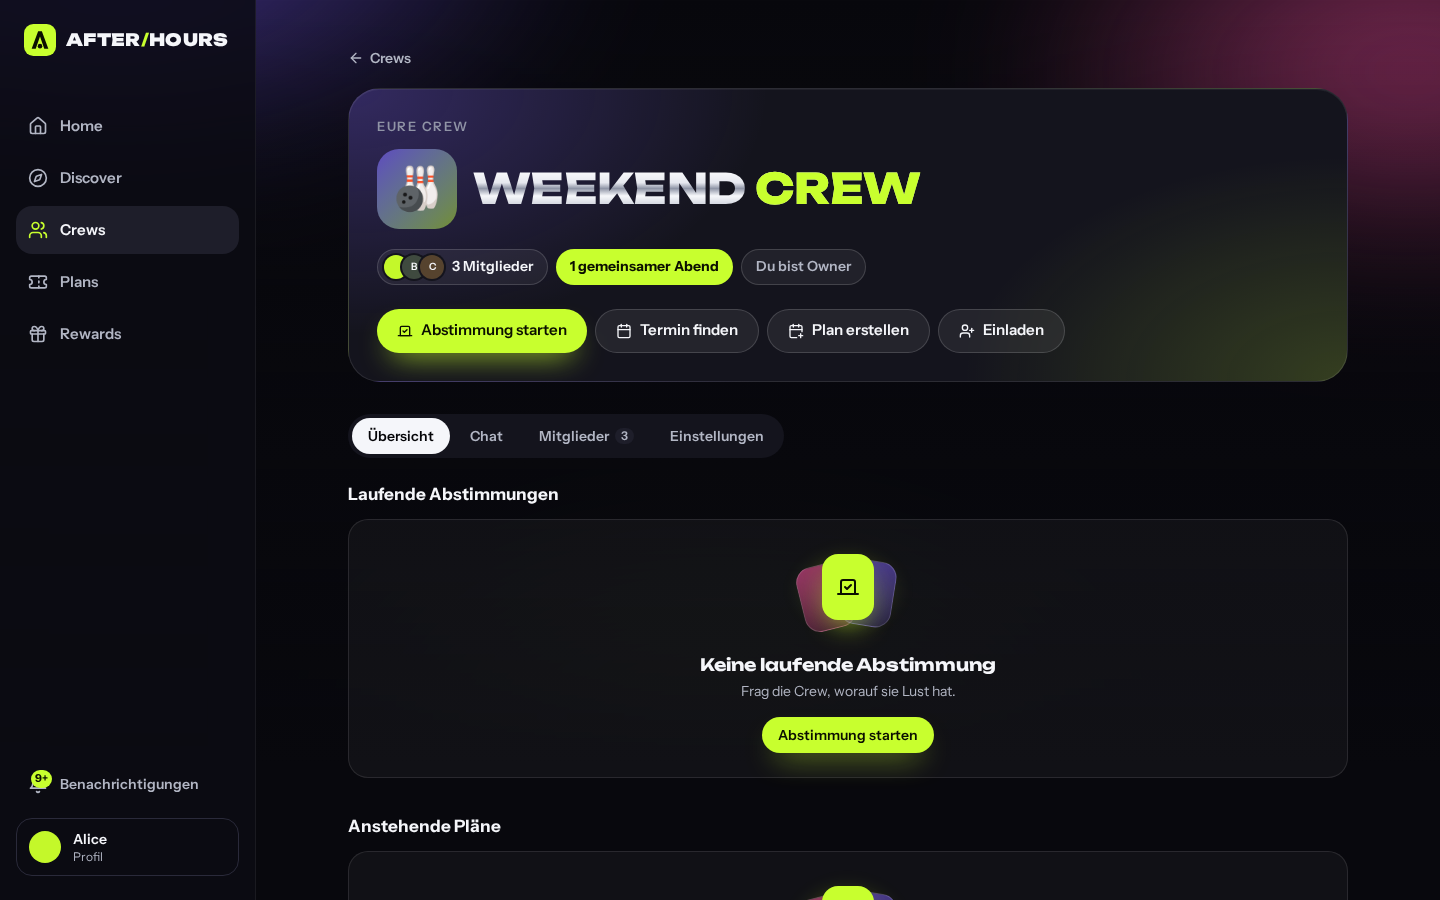 AFTER/HOURS
Home
Discover
Crews
Plans
Rewards
9+
Benachrichtigungen
Alice
Profil
Crews
EURE CREW
WEEKEND CREW
B C 3 Mitglieder
1 gemeinsamer Abend
Du bist Owner
Abstimmung starten
Termin finden
Plan erstellen
Einladen
Übersicht
Chat
Mitglieder 3
Einstellungen
Laufende Abstimmungen
Keine laufende Abstimmung
Frag die Crew, worauf sie Lust hat.
Abstimmung starten
Anstehende Pläne